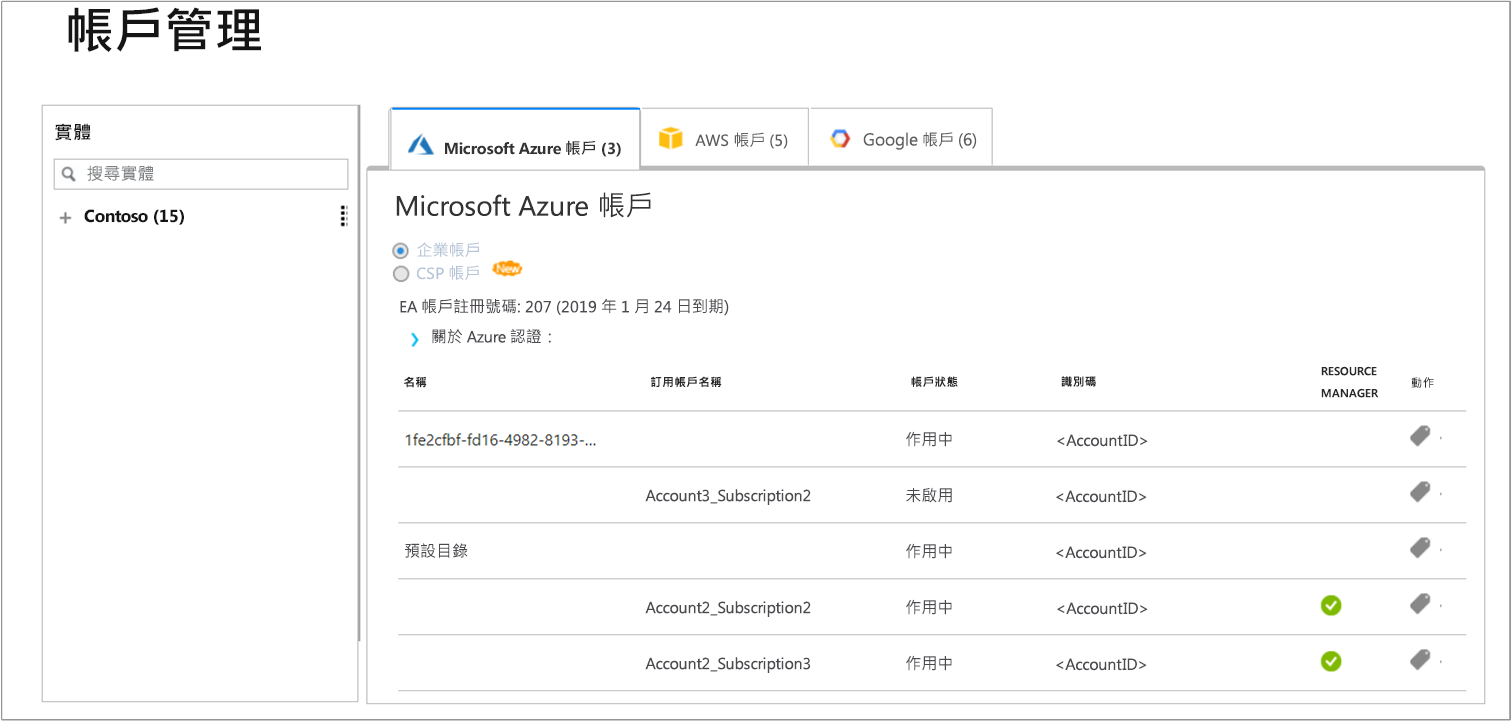 帳戶管理
實體
搜尋實體
Contoso (15)
Microsoft Azure 帳戶 (3)
AWS 帳戶 (5)
Google 帳戶 (6)
Microsoft Azure 帳戶
企業帳戶
CSP 帳戶 New
EA 帳戶註冊號碼: 207 (2019 年 1 月 24 日到期)
關於 Azure 認證：
名稱 訂用帳戶名稱 帳戶狀態 識別碼 RESOURCE MANAGER 動作
1fe2cfbf-fd16-4982-8193-... 作用中 <AccountID>
Account3_Subscription2 未啟用 <AccountID>
預設目錄 作用中 <AccountID>
Account2_Subscription2 作用中 <AccountID>
Account2_Subscription3 作用中 <AccountID>